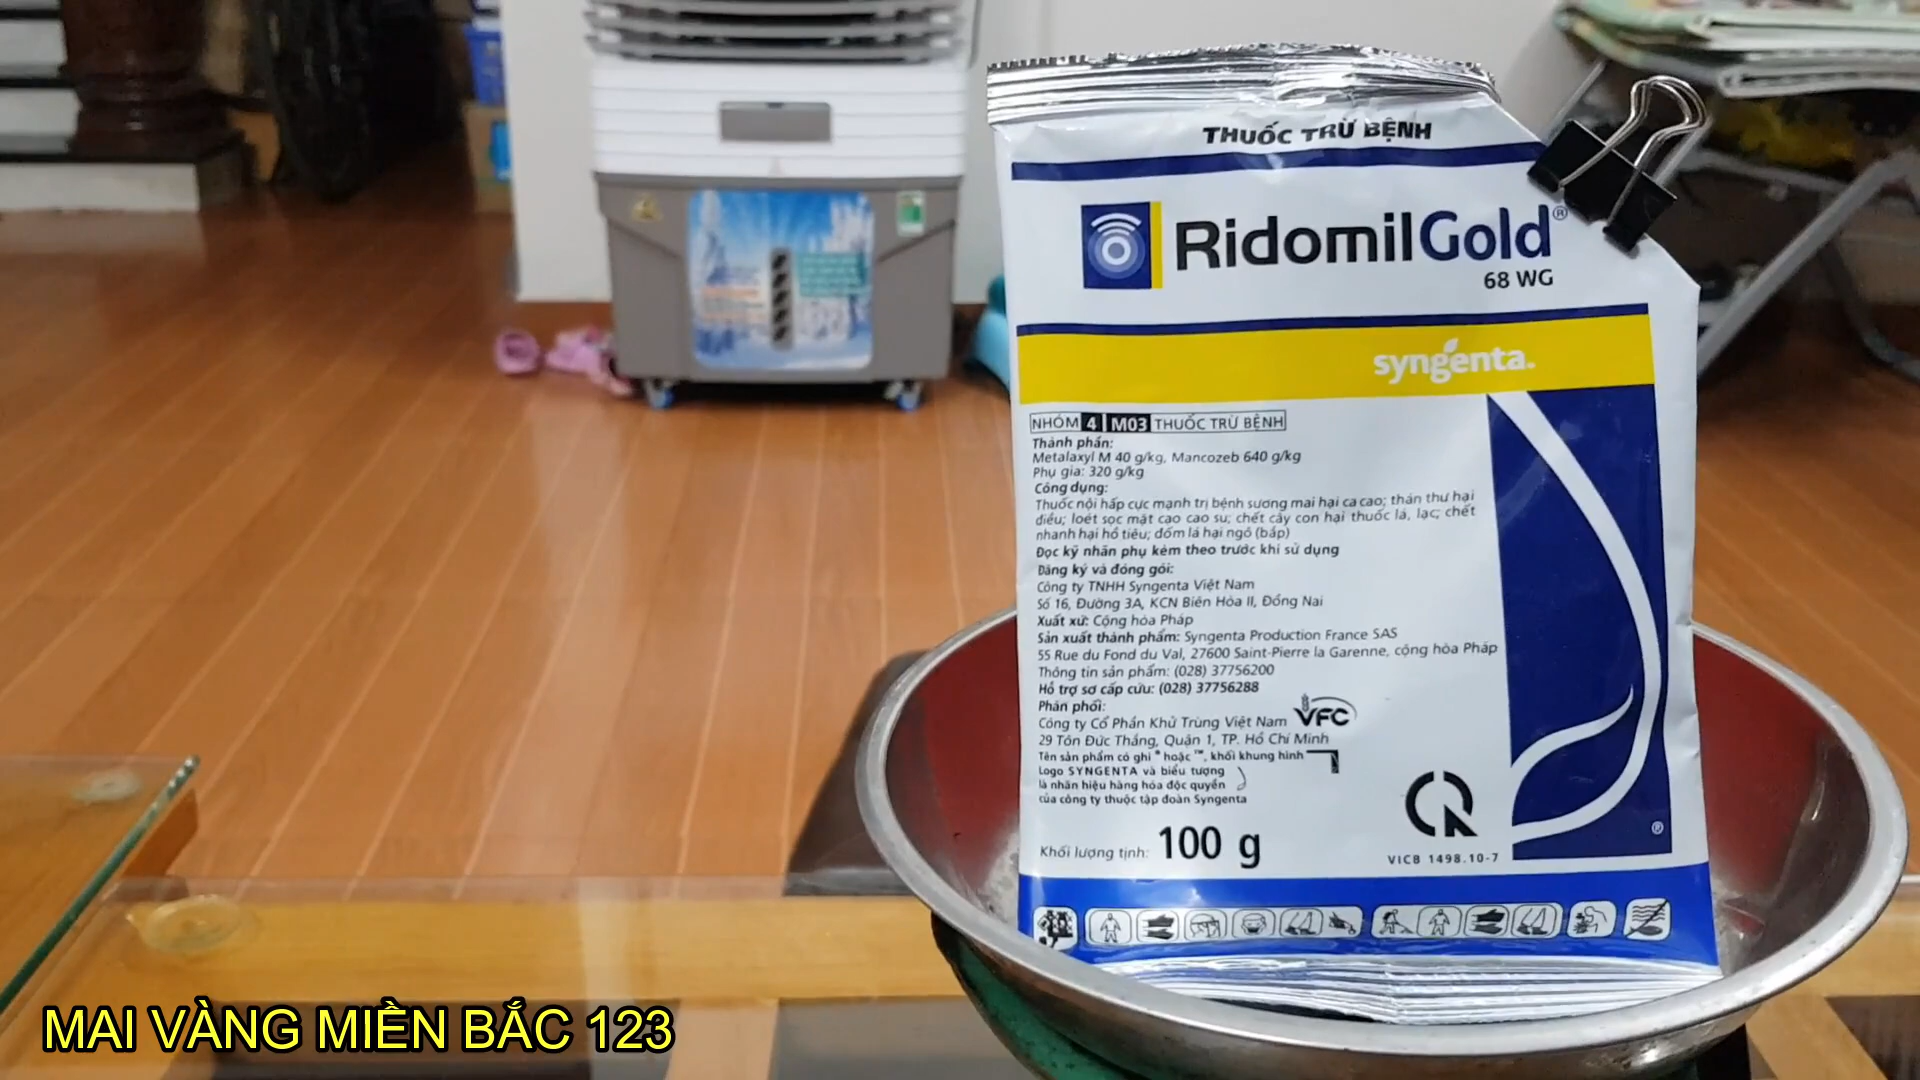 THUỐC TRỪ BỆNH
RidomilGold®
68 WG
syngenta.
NHÓM 4 M03 THUỐC TRỪ BỆNH
Thành phần:
Metalaxyl M 40 g/kg, Mancozeb 640 g/kg
Phụ gia: 320 g/kg
Công dụng:
Thuốc nội hấp cực mạnh trị bệnh sương mai hại ca cao; thán thư hại
điều; loét sọc mặt cạo cao su; chết cây con hại thuốc lá, lạc; chết
nhanh hại hồ tiêu; đốm lá hại ngô (bắp)
Đọc kỹ nhãn phụ kèm theo trước khi sử dụng
Đăng ký và đóng gói:
Công ty TNHH Syngenta Việt Nam
Số 16, Đường 3A, KCN Biên Hòa II, Đồng Nai
Xuất xứ: Cộng hòa Pháp
Sản xuất thành phẩm: Syngenta Production France SAS
55 Rue du Fond du Val, 27600 Saint-Pierre la Garenne, cộng hòa Pháp
Thông tin sản phẩm: (028) 37756200
Hỗ trợ sơ cấp cứu: (028) 37756288
Phân phối:
Công ty Cổ Phần Khử Trùng Việt Nam VFC
29 Tôn Đức Thắng, Quận 1, TP. Hồ Chí Minh
Tên sản phẩm có ghi ® hoặc ™, khối khung hình
Logo SYNGENTA và biểu tượng
là nhãn hiệu hàng hóa độc quyền
của công ty thuộc tập đoàn Syngenta
Khối lượng tịnh: 100 g
VICB 1498.10-7
®
MAI VÀNG MIỀN BẮC 123